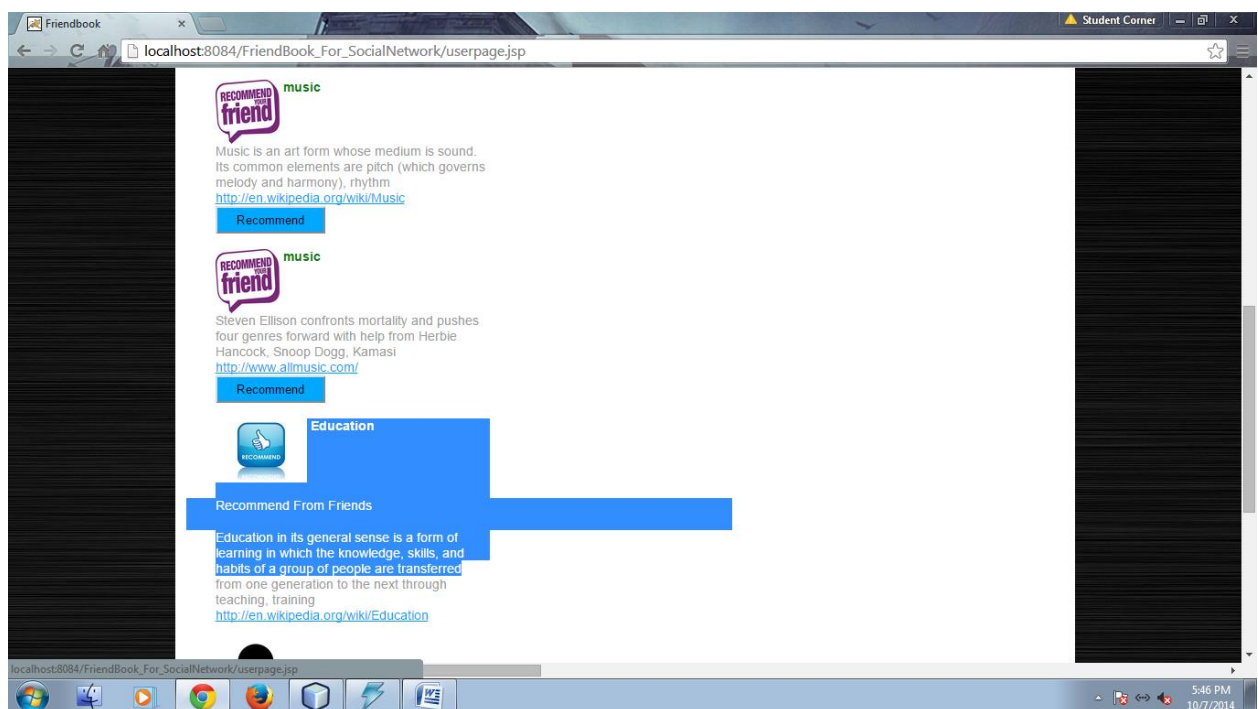 Friendbook
Student Corner
localhost:8084/FriendBook_For_SocialNetwork/userpage.jsp
RECOMMEND
YOUR
friend
music
Music is an art form whose medium is sound.
Its common elements are pitch (which governs
melody and harmony), rhythm
http://en.wikipedia.org/wiki/Music
Recommend
RECOMMEND
YOUR
friend
music
Steven Ellison confronts mortality and pushes
four genres forward with help from Herbie
Hancock, Snoop Dogg, Kamasi
http://www.allmusic.com/
Recommend
RECOMMEND
Education
Recommend From Friends
Education in its general sense is a form of
learning in which the knowledge, skills, and
habits of a group of people are transferred
from one generation to the next through
teaching, training
http://en.wikipedia.org/wiki/Education
localhost:8084/FriendBook_For_SocialNetwork/userpage.jsp
5:46 PM
10/7/2014